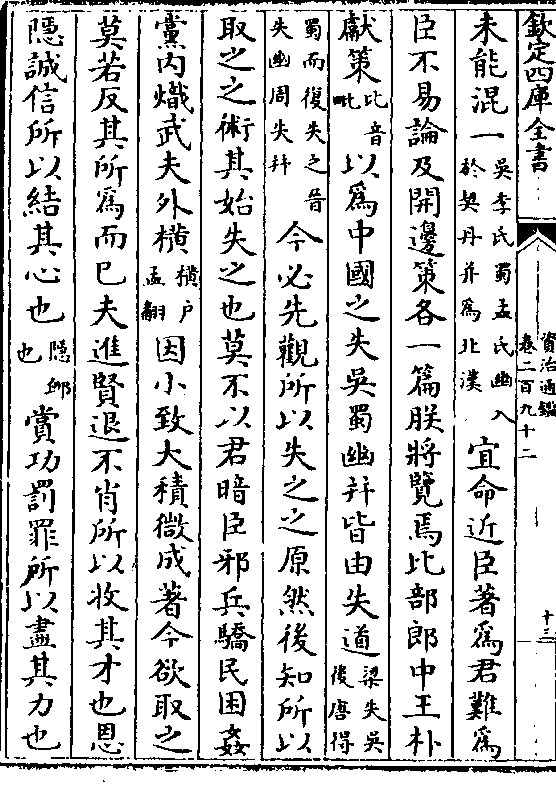 欽定四庫全書
資治通鑑
卷二百九十二
十三
未能混一吳李氏蜀孟氏幽入於契丹幷為北漢宜命近臣著為君難為
臣不易論及開邊策各一篇朕將覽焉比部郎中王朴
獻策比音毗以為中國之失吳蜀幽幷皆由失道梁失吳後唐得
蜀而復失之晉失幽周失幷今必先觀所以失之之原然後知所以
取之之術其始失之也莫不以君暗臣邪兵驕民困姦
黨内熾武夫外横横户孟翻因小致大積微成著今欲取之
莫若反其所為而已夫進賢退不肖所以收其才也恩
隠誠信所以結其心也隠卹也賞功罰罪所以盡其力也